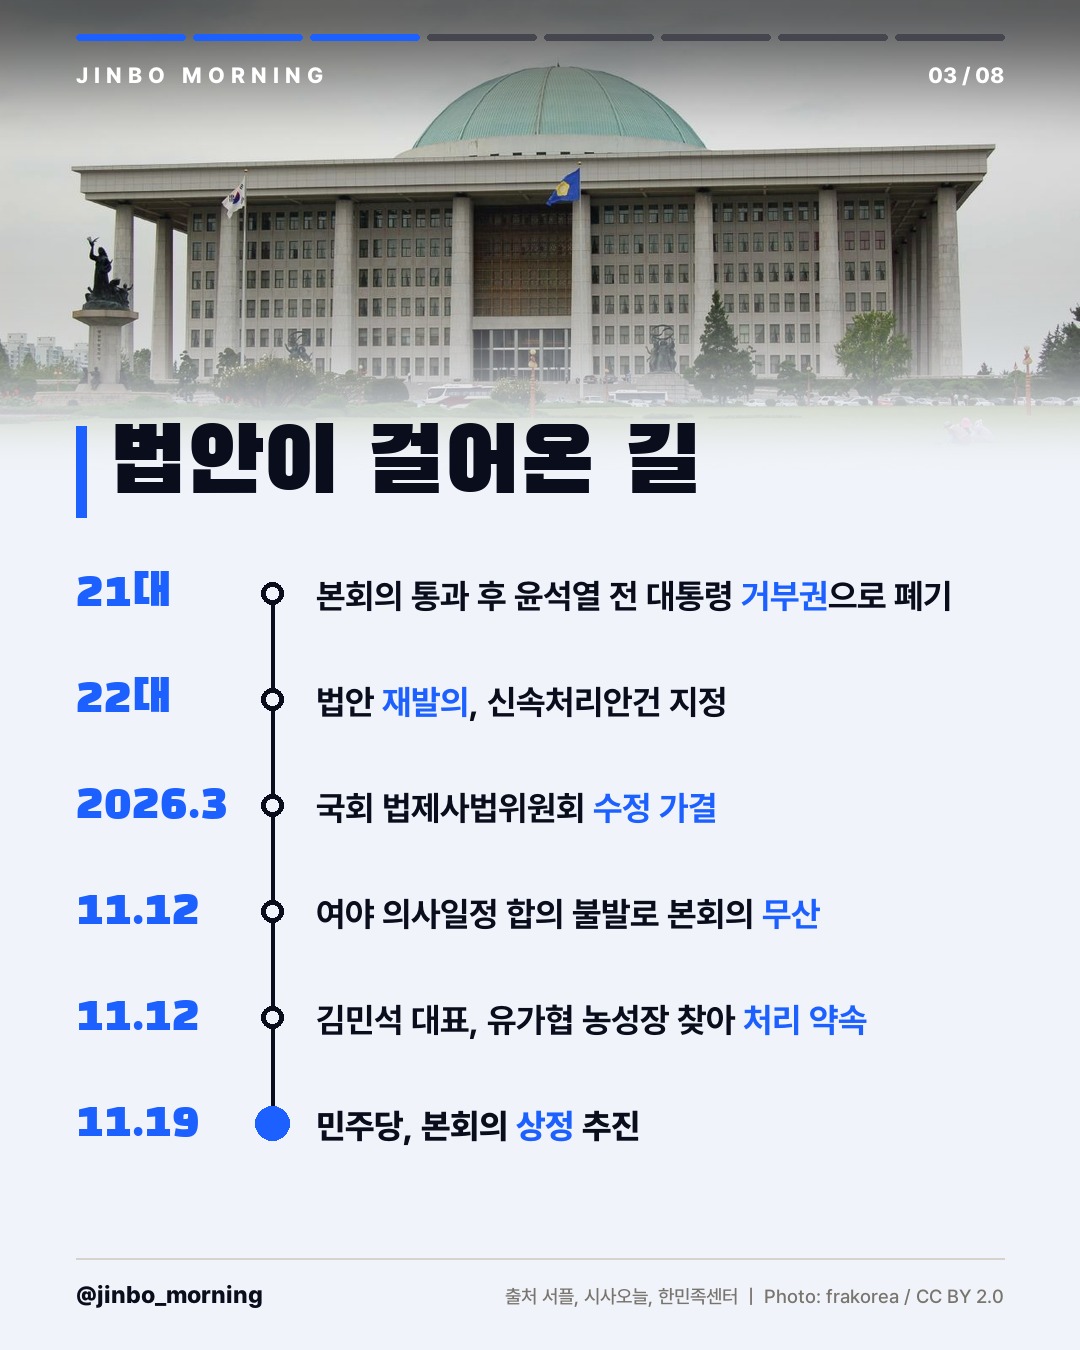 JINBO MORNING
03 / 08
법안이 걸어온 길
21대 본회의 통과 후 윤석열 전 대통령 거부권으로 폐기
22대 법안 재발의, 신속처리안건 지정
2026.3 국회 법제사법위원회 수정 가결
11.12 여야 의사일정 합의 불발로 본회의 무산
11.12 김민석 대표, 유가협 농성장 찾아 처리 약속
11.19 민주당, 본회의 상정 추진
@jinbo_morning
출처 서플, 시사오늘, 한민족센터 | Photo: frakorea / CC BY 2.0